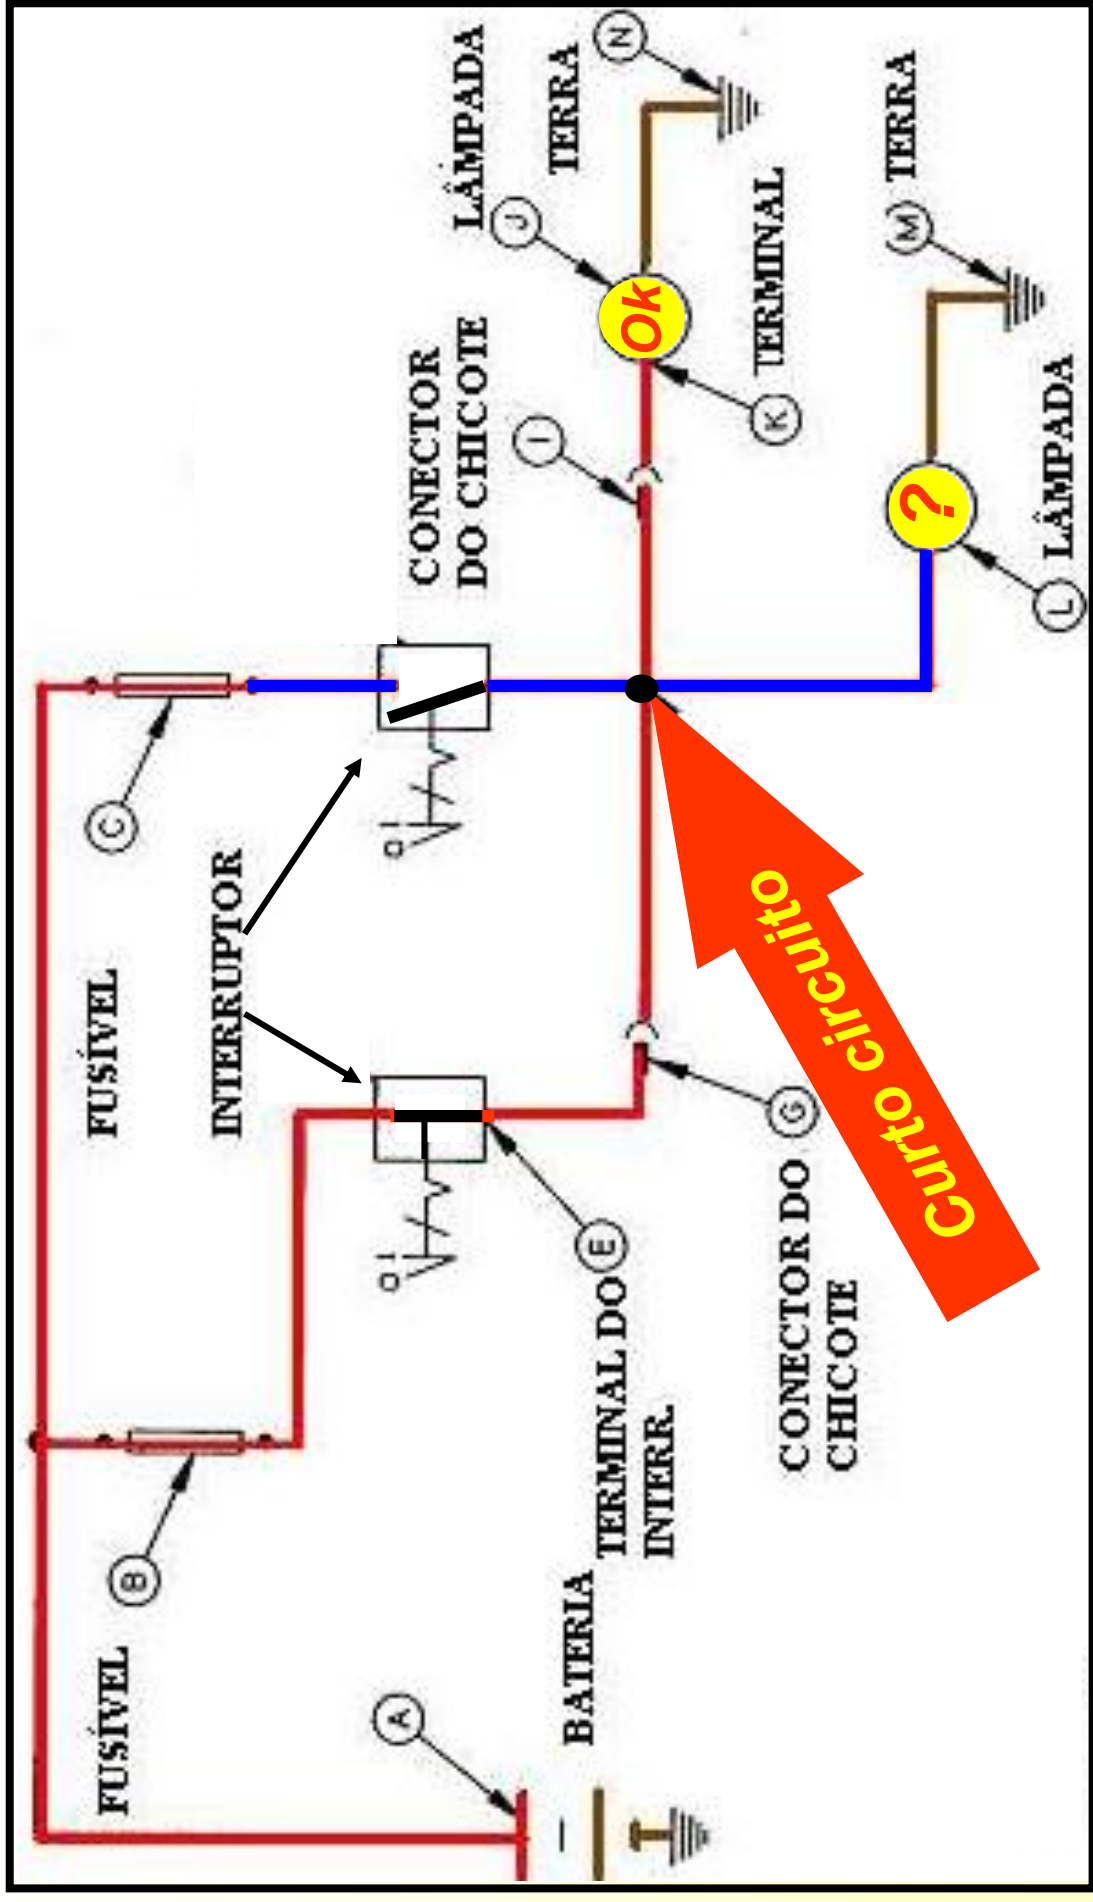 FUSÍVEL
B
FUSÍVEL
C
INTERRUPTOR
O I
O I
A
BATERIA
TERMINAL DO
INTERR.
E
CONECTOR
DO CHICOTE
I
LÂMPADA
J
TERRA
N
Ok
K
TERMINAL
CONECTOR DO
CHICOTE
G
Curto circuito
?
M
TERRA
L
LÂMPADA